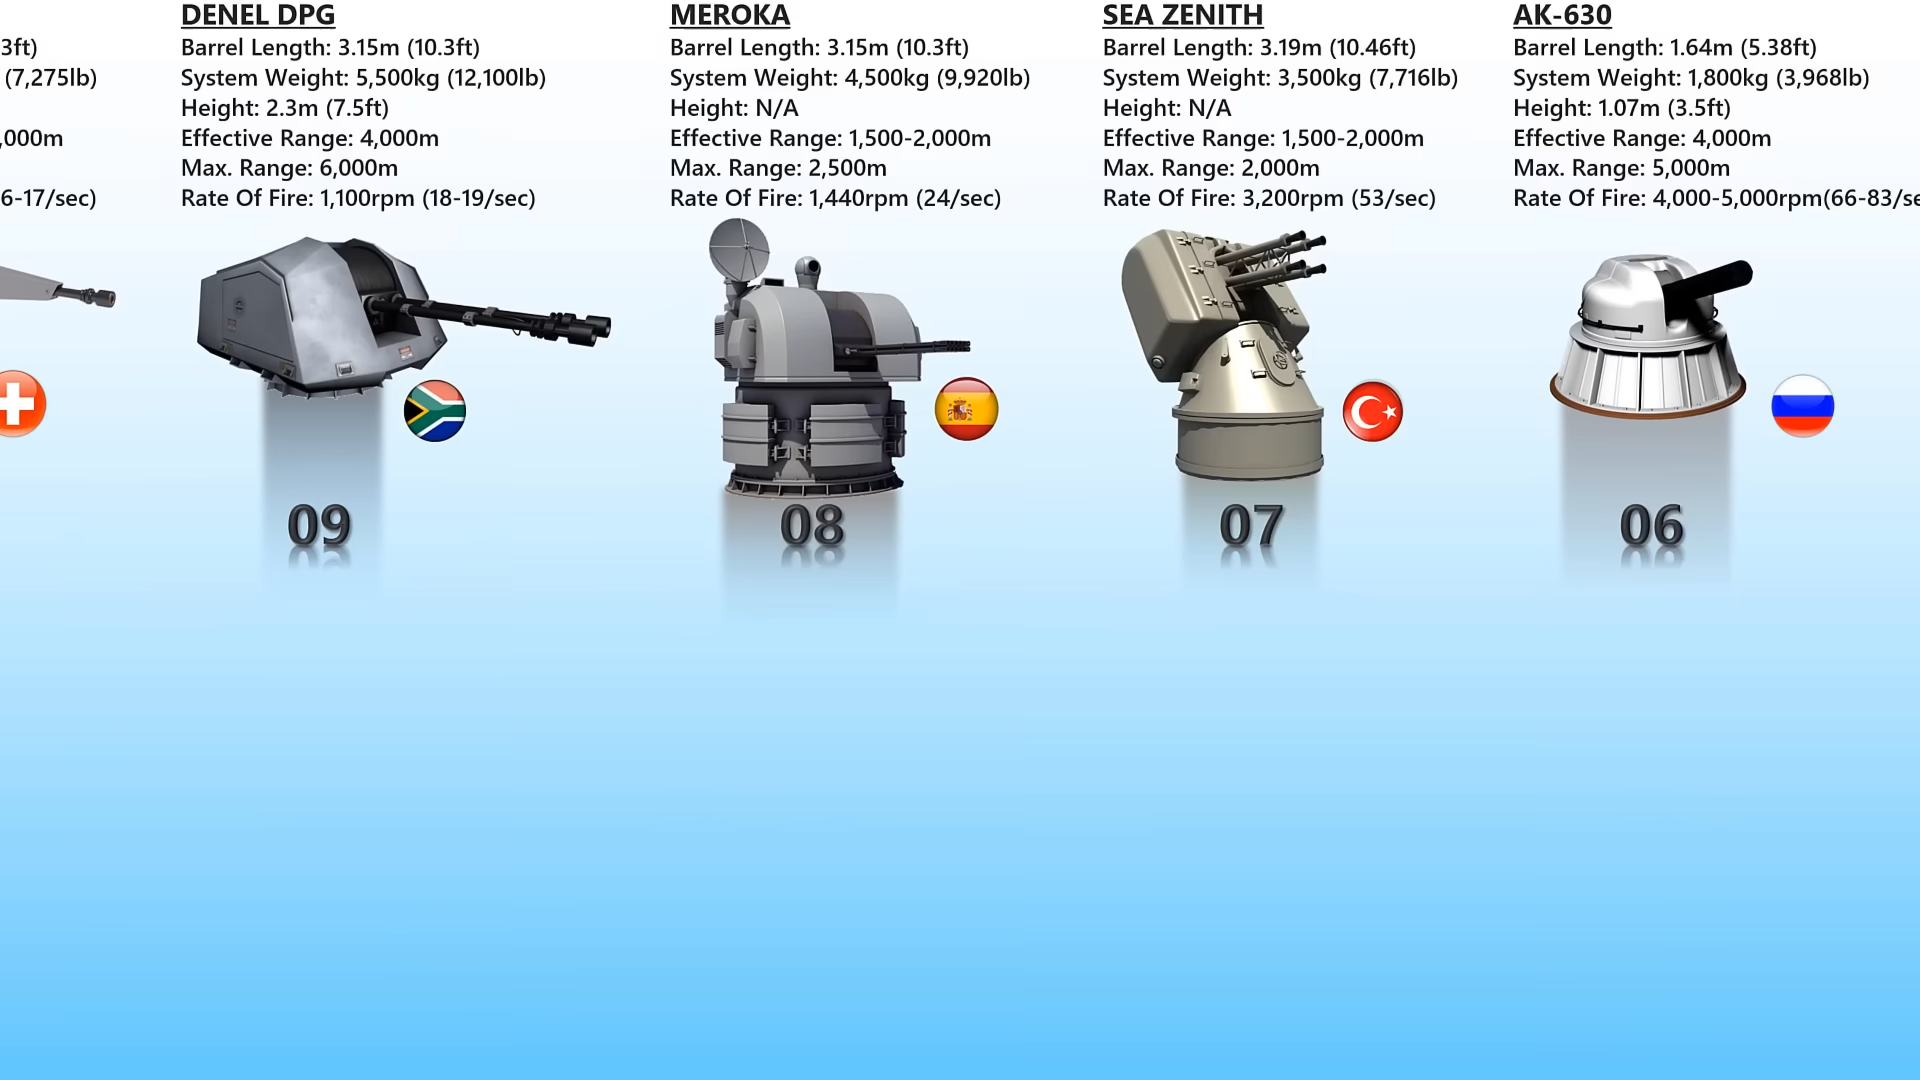 3ft)
(7,275lb)
,000m
6-17/sec)
DENEL DPG
Barrel Length: 3.15m (10.3ft)
System Weight: 5,500kg (12,100lb)
Height: 2.3m (7.5ft)
Effective Range: 4,000m
Max. Range: 6,000m
Rate Of Fire: 1,100rpm (18-19/sec)
09
MEROKA
Barrel Length: 3.15m (10.3ft)
System Weight: 4,500kg (9,920lb)
Height: N/A
Effective Range: 1,500-2,000m
Max. Range: 2,500m
Rate Of Fire: 1,440rpm (24/sec)
08
SEA ZENITH
Barrel Length: 3.19m (10.46ft)
System Weight: 3,500kg (7,716lb)
Height: N/A
Effective Range: 1,500-2,000m
Max. Range: 2,000m
Rate Of Fire: 3,200rpm (53/sec)
07
AK-630
Barrel Length: 1.64m (5.38ft)
System Weight: 1,800kg (3,968lb)
Height: 1.07m (3.5ft)
Effective Range: 4,000m
Max. Range: 5,000m
Rate Of Fire: 4,000-5,000rpm(66-83/se
06